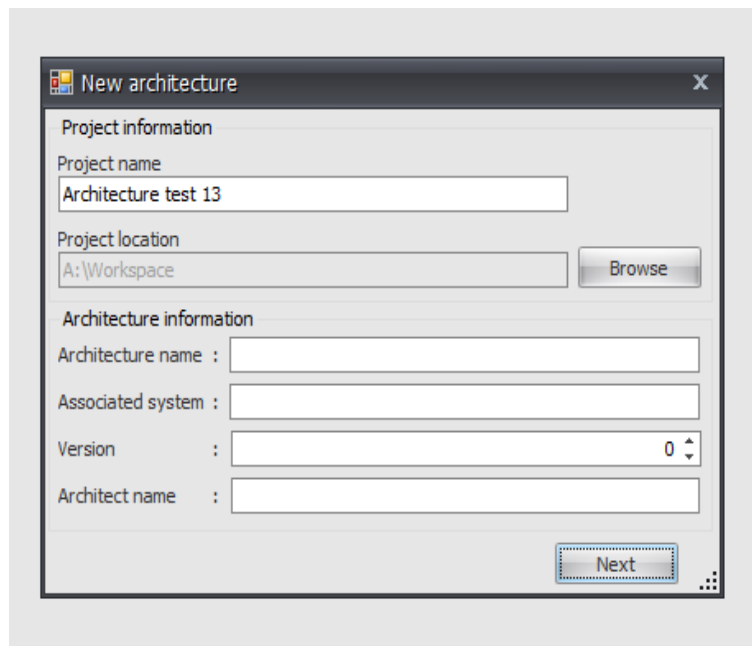 New architecture x
Project information
Project name
Architecture test 13
Project location
A:\Workspace Browse
Architecture information
Architecture name :
Associated system :
Version : 0
Architect name :
Next